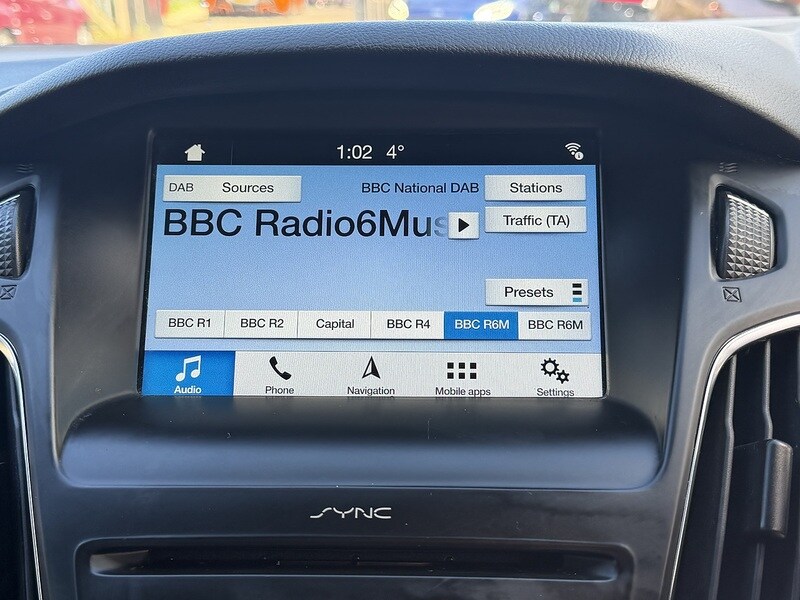 1:02 4°
DAB Sources BBC National DAB Stations
BBC Radio6Mus
Traffic (TA)
Presets
BBC R1 BBC R2 Capital BBC R4 BBC R6M BBC R6M
Audio Phone Navigation Mobile apps Settings
SYNC